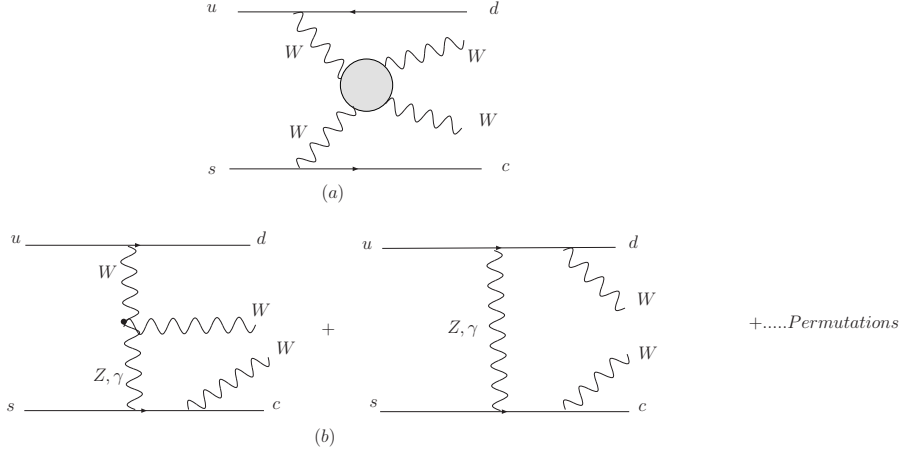 u d
W W
W W
s c
(a)
u d u d
W W W
+ Z, γ +.....Permutations
Z, γ W W
s c s c
(b)